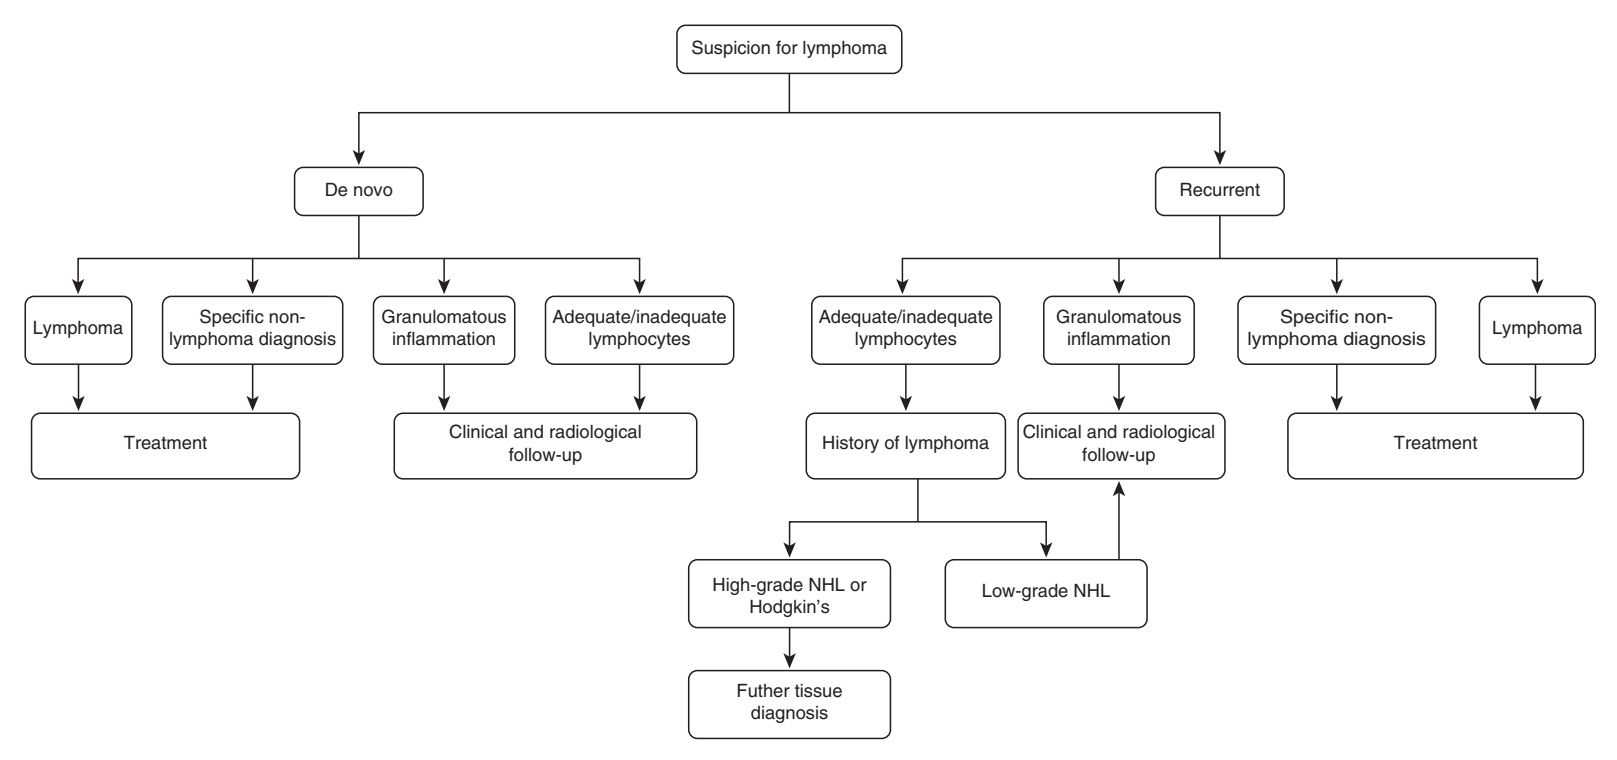 Suspicion for lymphoma
De novo
Recurrent
Lymphoma
Specific non-
lymphoma diagnosis
Granulomatous
inflammation
Adequate/inadequate
lymphocytes
Adequate/inadequate
lymphocytes
Granulomatous
inflammation
Specific non-
lymphoma diagnosis
Lymphoma
Treatment
Clinical and radiological
follow-up
History of lymphoma
Clinical and radiological
follow-up
Treatment
High-grade NHL or
Hodgkin's
Low-grade NHL
Futher tissue
diagnosis